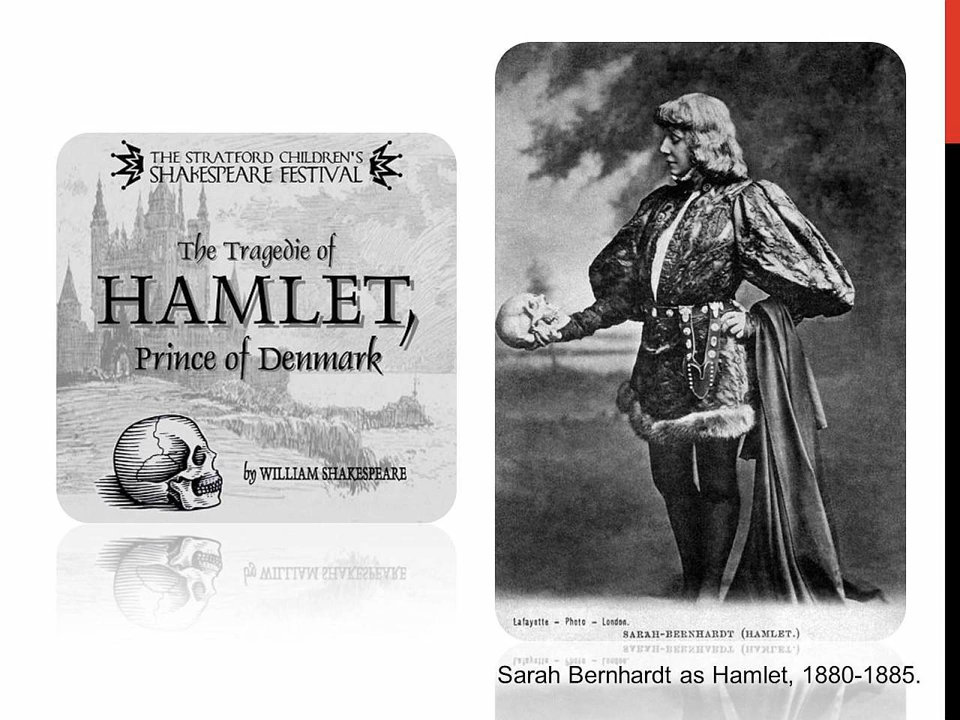 THE STRATFORD CHILDREN'S
SHAKESPEARE FESTIVAL
The Tragedie of
HAMLET,
Prince of Denmark
by WILLIAM SHAKESPEARE
Lafayette – Photo – London.
SARAH-BERNHARDT (HAMLET.)
Sarah Bernhardt as Hamlet, 1880-1885.